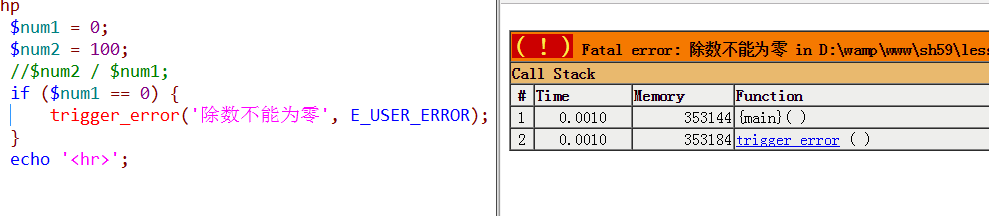 hp
$num1 = 0;
$num2 = 100;
//$num2 / $num1;
if ($num1 == 0) {
trigger_error('除数不能为零', E_USER_ERROR);
}
echo '<hr>';
( ! ) Fatal error: 除数不能为零 in D:\wamp\www\sh59\les
Call Stack
# Time Memory Function
1 0.0010 353144 {main}( )
2 0.0010 353184 trigger_error ( )